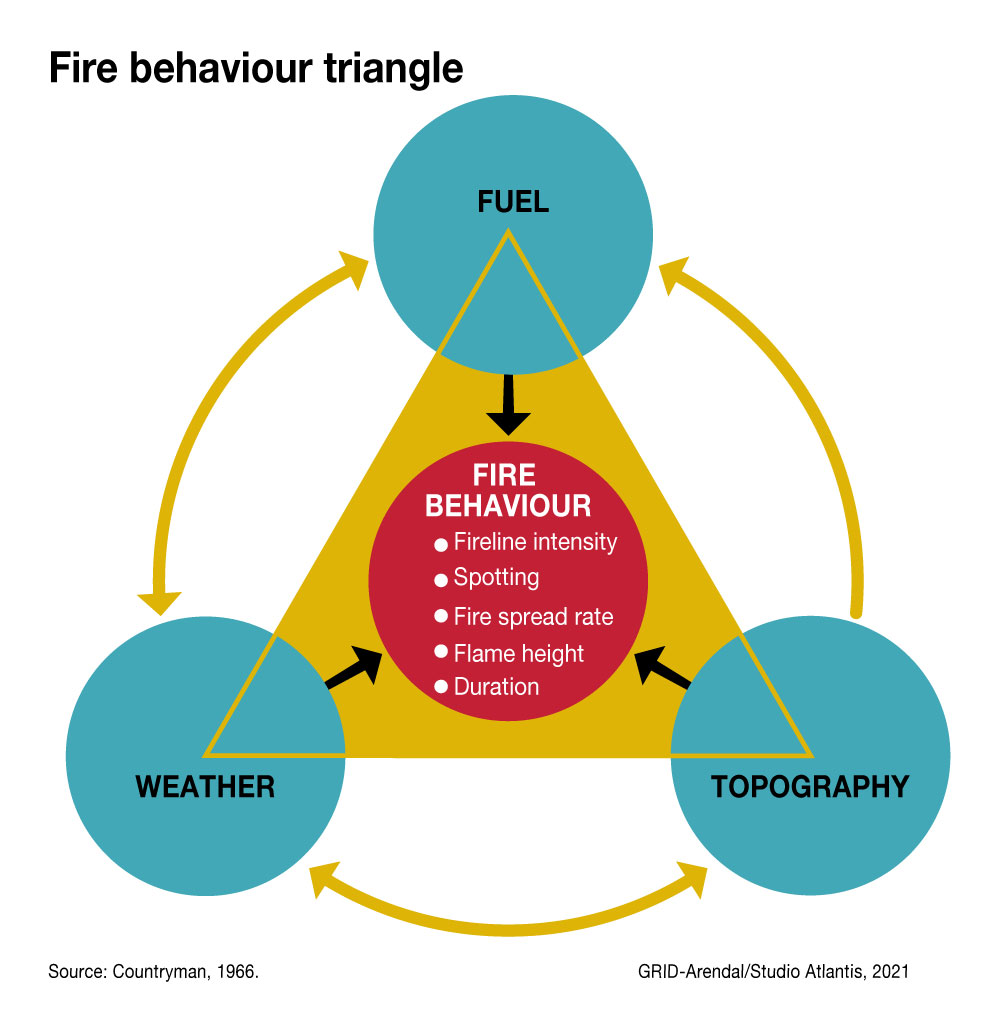 Fire behaviour triangle
FUEL
FIRE
BEHAVIOUR
Fireline intensity
Spotting
Fire spread rate
Flame height
Duration
WEATHER
TOPOGRAPHY
Source: Countryman, 1966.
GRID-Arendal/Studio Atlantis, 2021